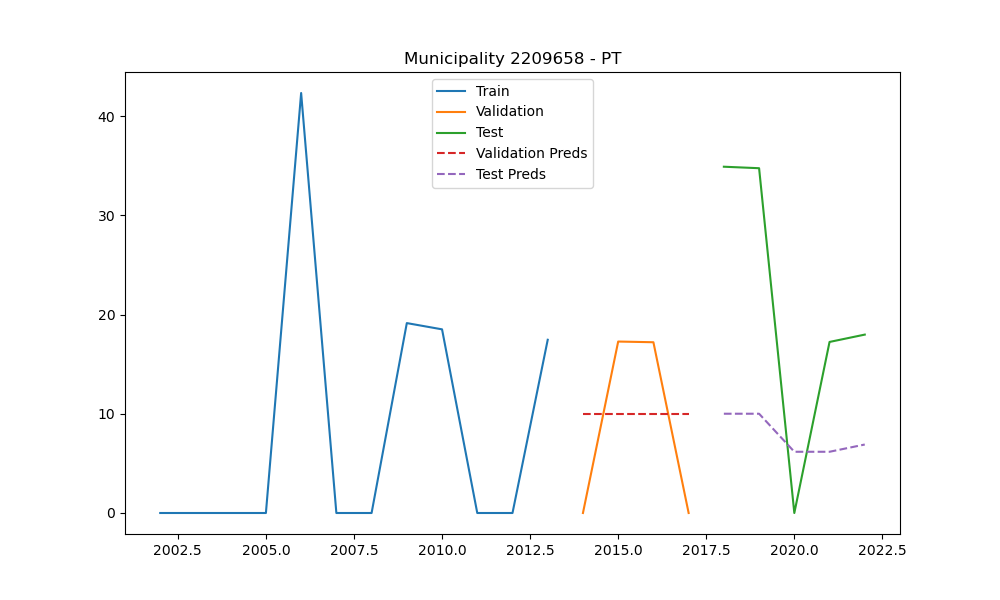 Municipality 2209658 - PT
Train
Validation
Test
Validation Preds
Test Preds
40
30
20
10
0
2002.5 2005.0 2007.5 2010.0 2012.5 2015.0 2017.5 2020.0 2022.5